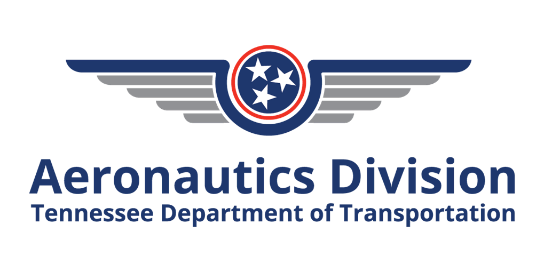 Aeronautics Division
Tennessee Department of Transportation